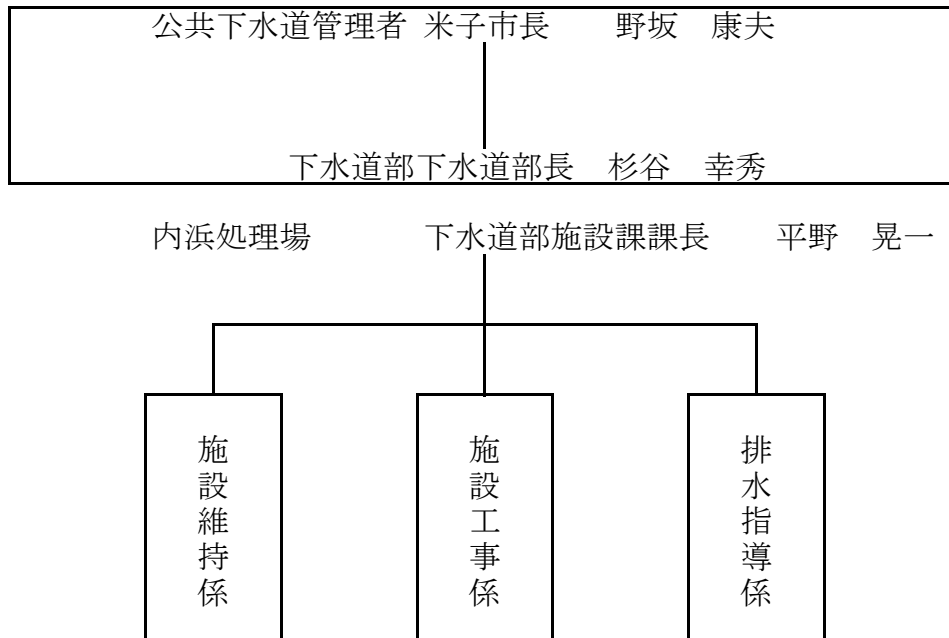 公共下水道管理者 米子市長 野坂 康夫
下水道部下水道部長 杉谷 幸秀
内浜処理場 下水道部施設課課長 平野 晃一
施設維持係
施設工事係
排水指導係